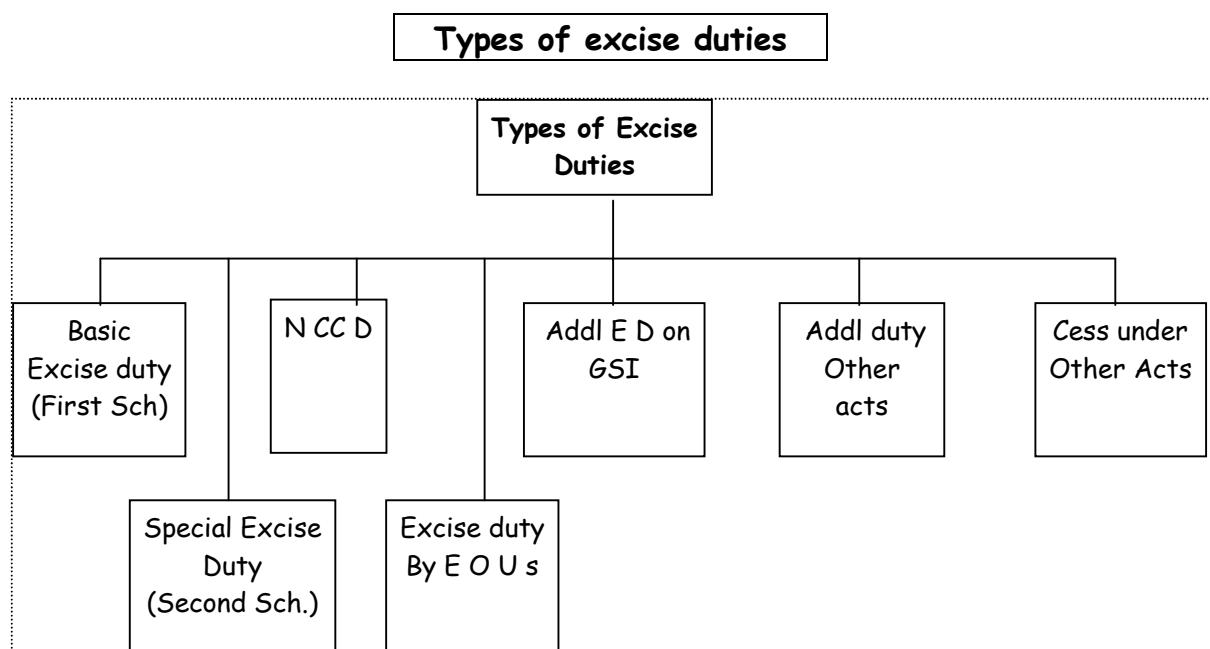 Types of excise duties
Types of Excise
Duties
Basic
Excise duty
(First Sch)
N CC D
Addl E D on
GSI
Addl duty
Other
acts
Cess under
Other Acts
Special Excise
Duty
(Second Sch.)
Excise duty
By E O U s